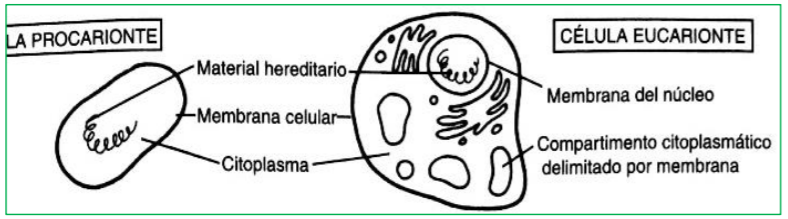 LA PROCARIONTE
CÉLULA EUCARIONTE
Material hereditario
Membrana celular
Citoplasma
Membrana del núcleo
Compartimento citoplasmático
delimitado por membrana